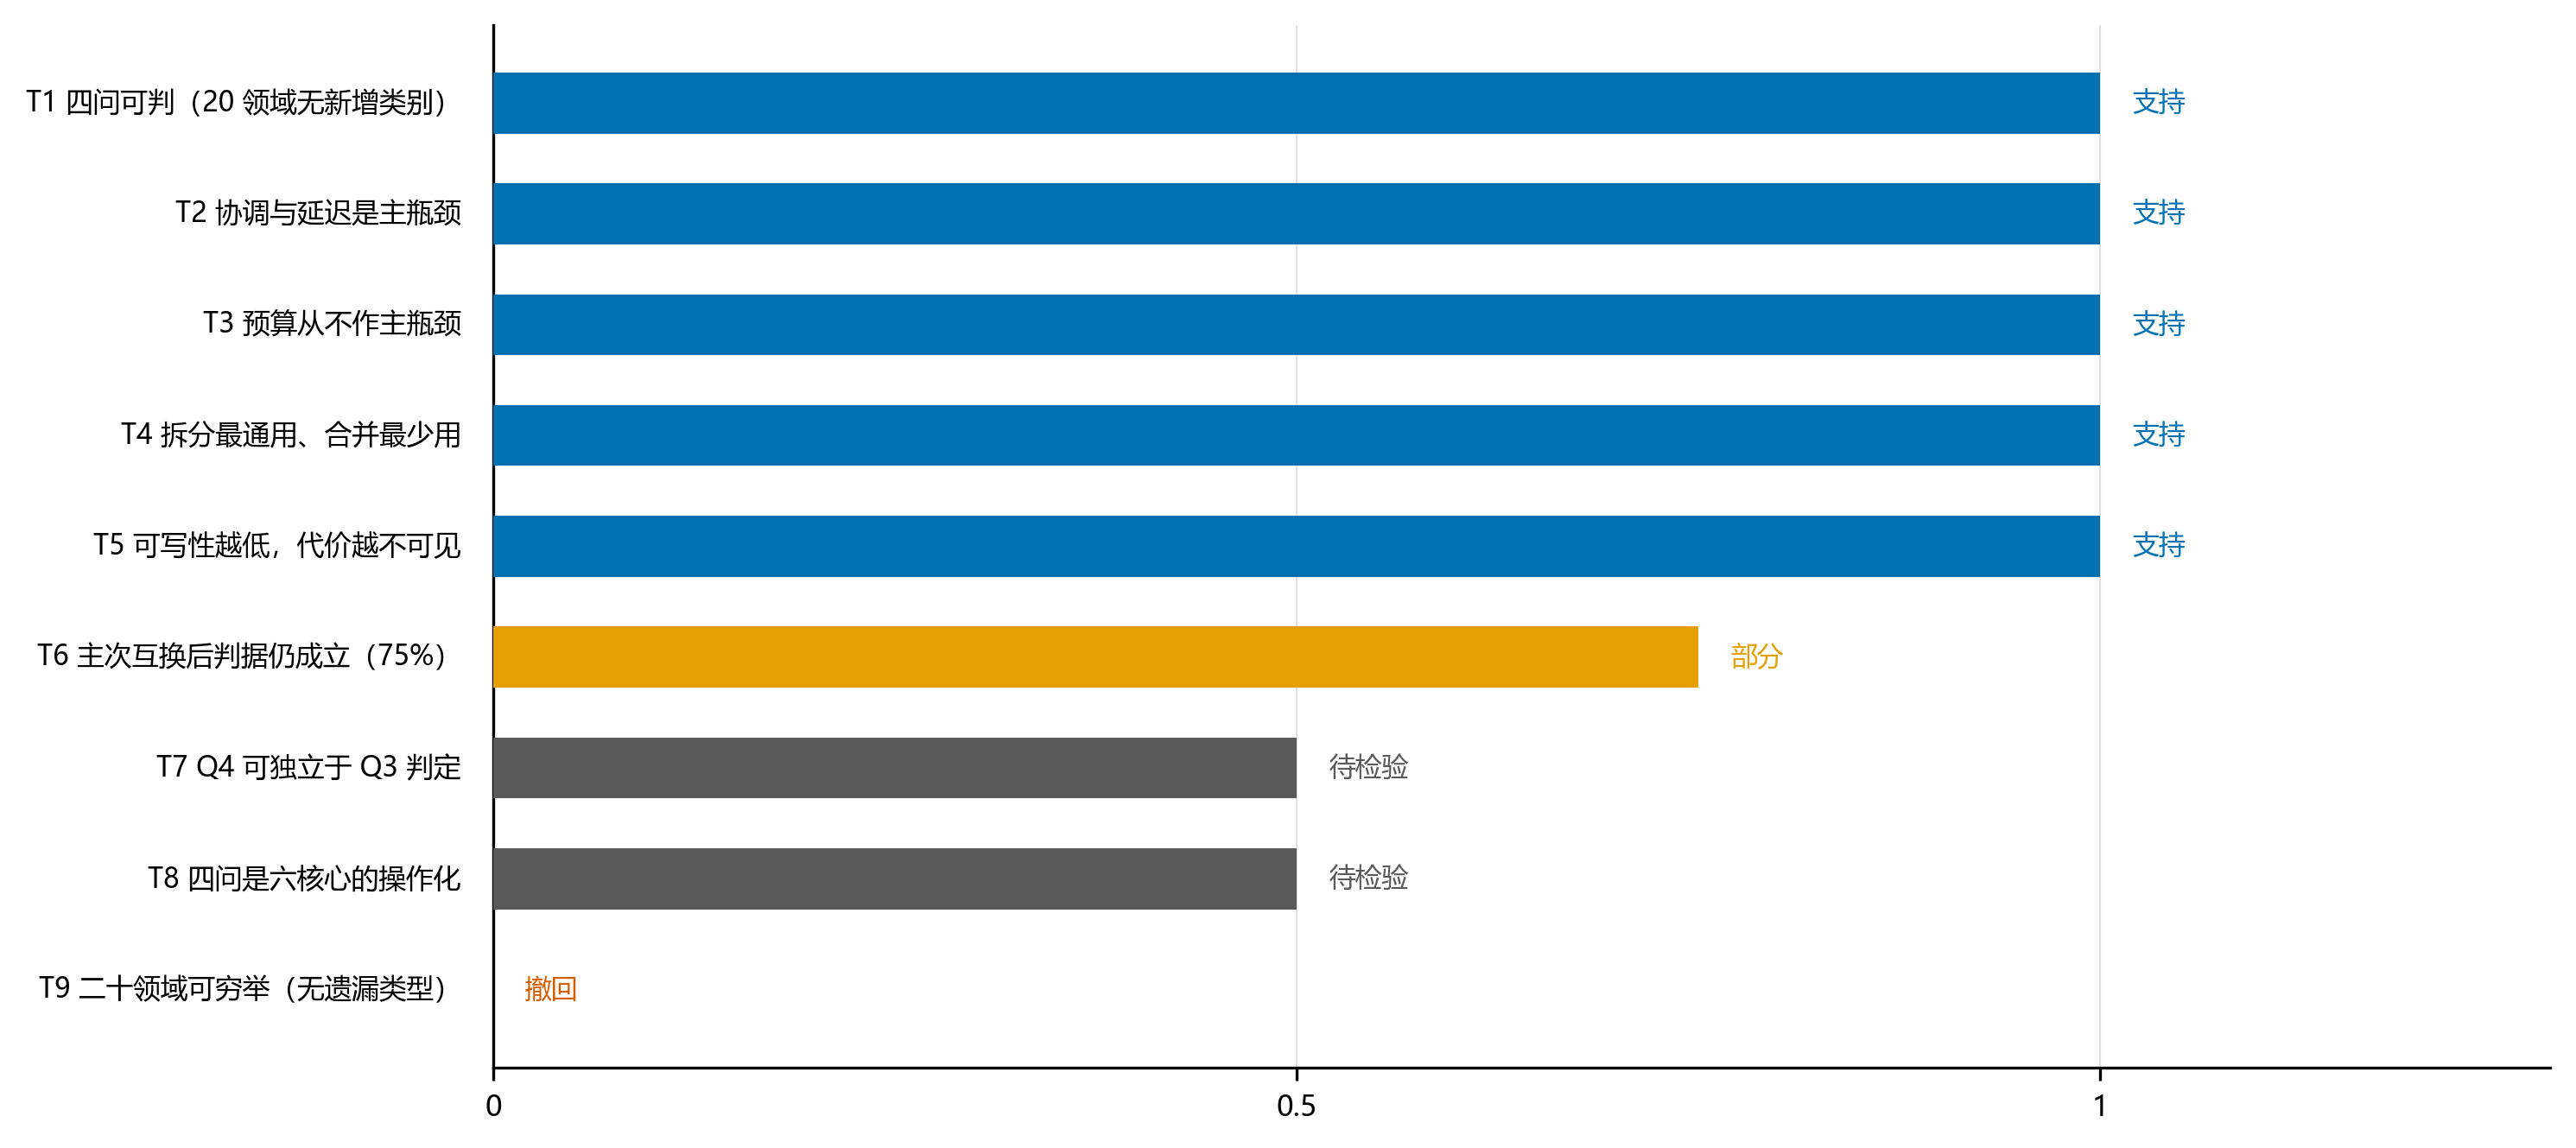 T1 四问可判（20 领域无新增类别） 支持
T2 协调与延迟是主瓶颈 支持
T3 预算从不作主瓶颈 支持
T4 拆分最通用、合并最少用 支持
T5 可写性越低，代价越不可见 支持
T6 主次互换后判据仍成立（75%） 部分
T7 Q4 可独立于 Q3 判定 待检验
T8 四问是六核心的操作化 待检验
T9 二十领域可穷举（无遗漏类型） 撤回
0 0.5 1